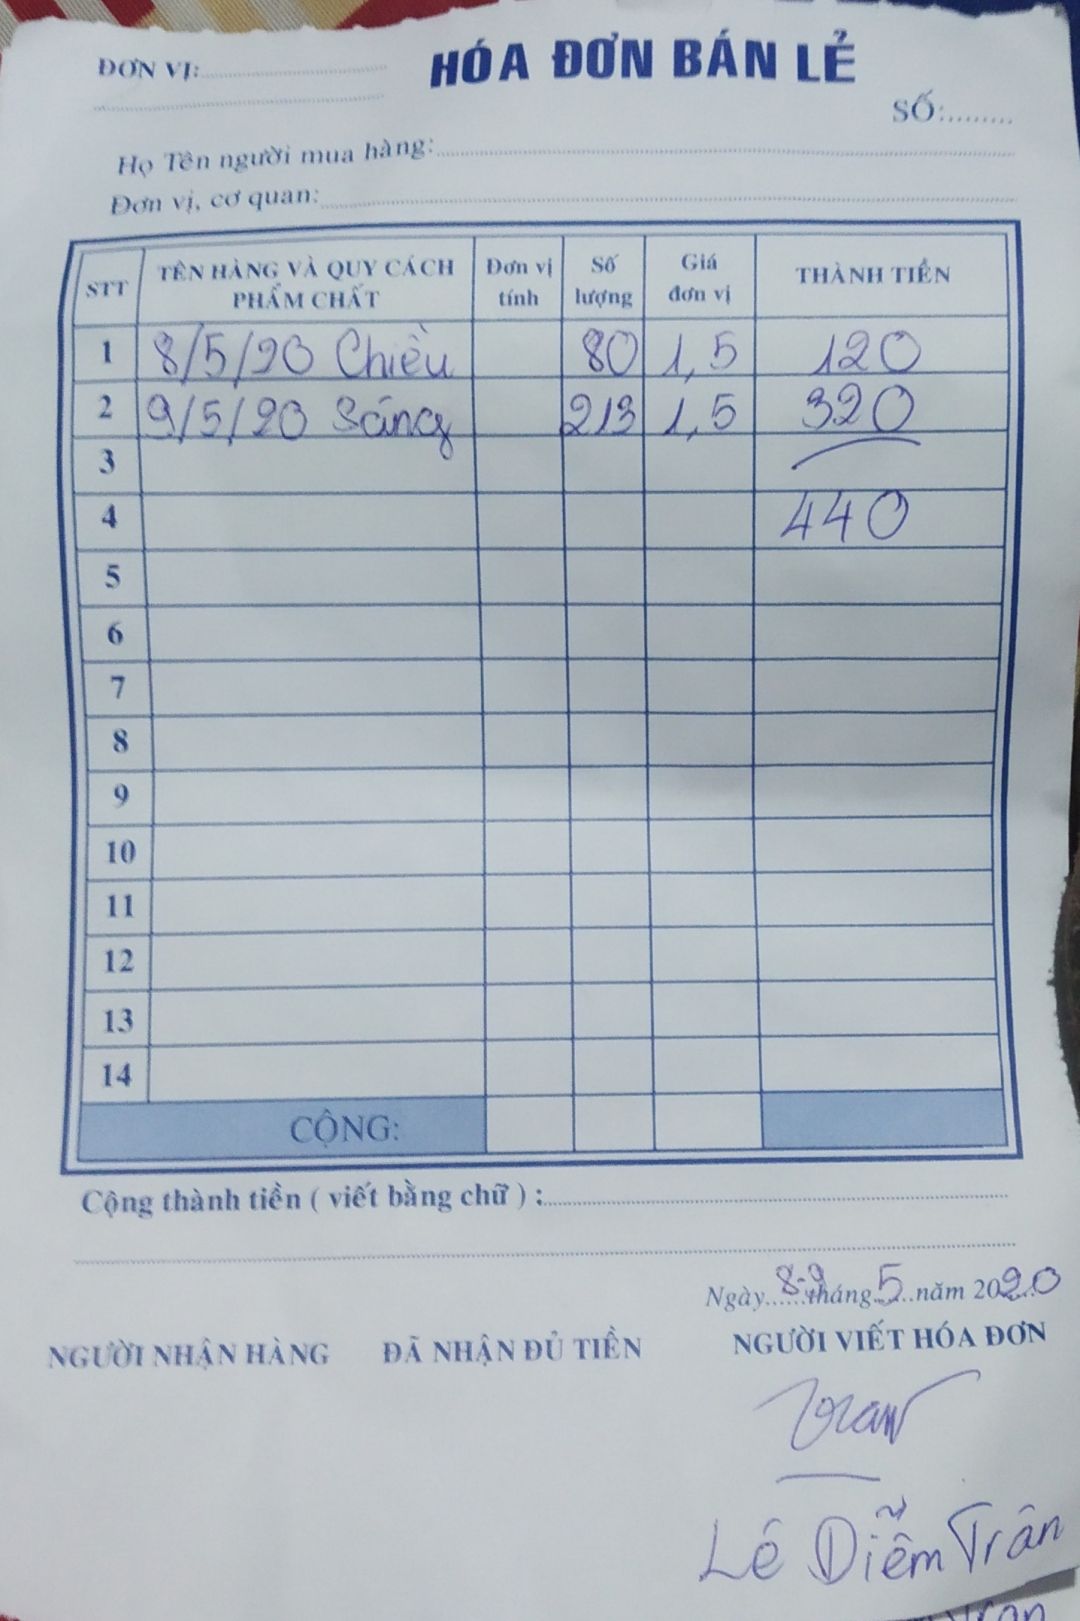 ĐƠN VỊ:
HÓA ĐƠN BÁN LẺ
SỐ:
Họ Tên người mua hàng:
Đơn vị, cơ quan:
STT TÊN HÀNG VÀ QUY CÁCH PHẨM CHẤT Đơn vị tính Số lượng Giá đơn vị THÀNH TIỀN
1 8/5/20 Chiều 80 1,5 120
2 9/5/20 Sáng 213 1,5 320
3
4 440
5
6
7
8
9
10
11
12
13
14
CỘNG:
Cộng thành tiền ( viết bằng chữ ) :
Ngày 8-9 tháng 5 năm 2020
NGƯỜI NHẬN HÀNG ĐÃ NHẬN ĐỦ TIỀN NGƯỜI VIẾT HÓA ĐƠN
Tran
Lê Diễm Trân